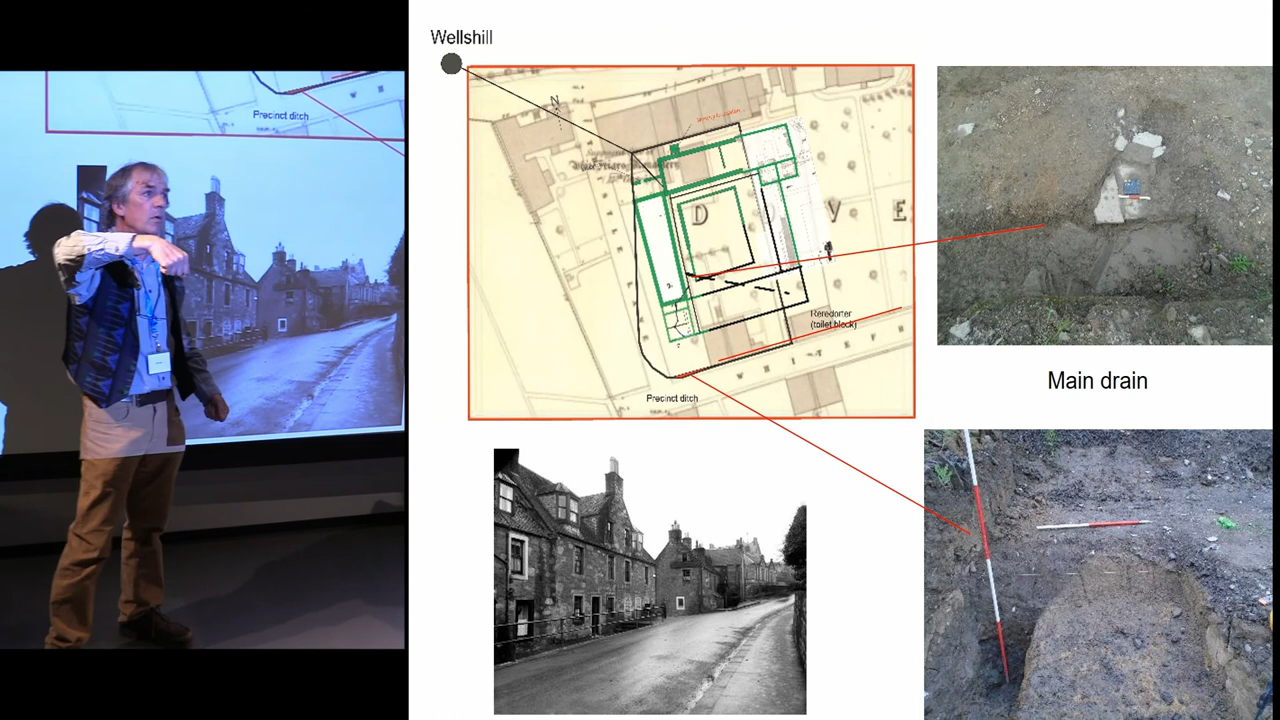 Precinct ditch
Wellshill
N
D
V
E
Reredorter
(toilet block)
W H I T E F R
Precinct ditch
Main drain